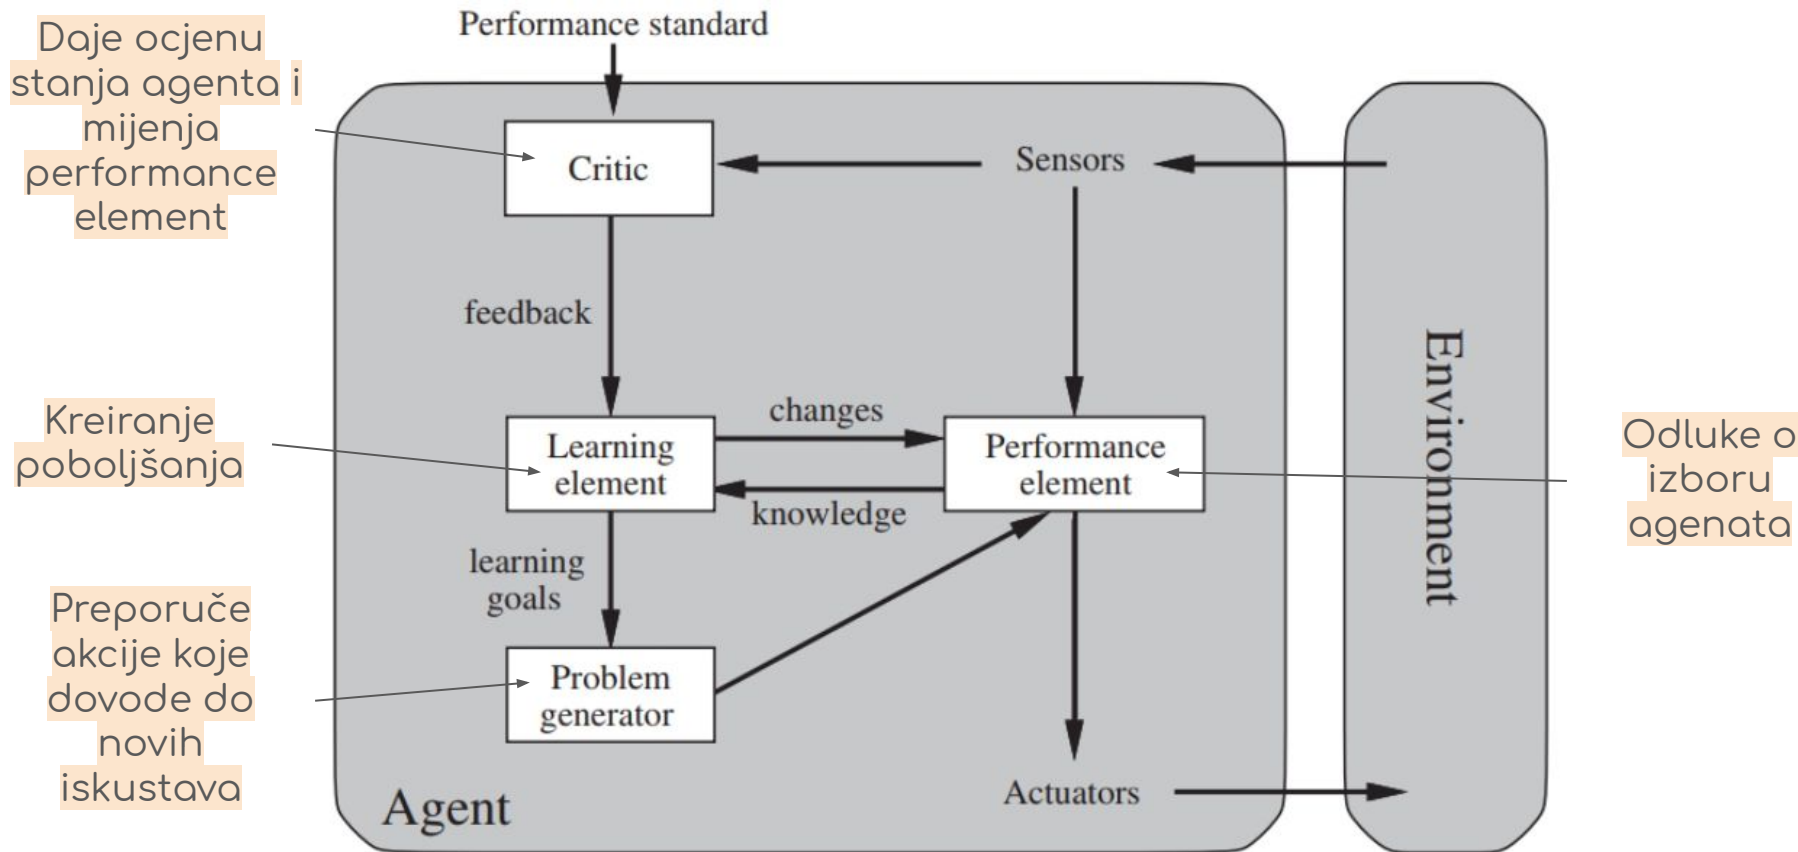 Performance standard
Daje ocjenu
stanja agenta i
mijenja
performance
element
Critic
Sensors
feedback
Kreiranje
poboljšanja
Learning
element
changes
knowledge
Performance
element
Environment
Odluke o
izboru
agenata
learning
goals
Preporuče
akcije koje
dovode do
novih
iskustava
Problem
generator
Actuators
Agent